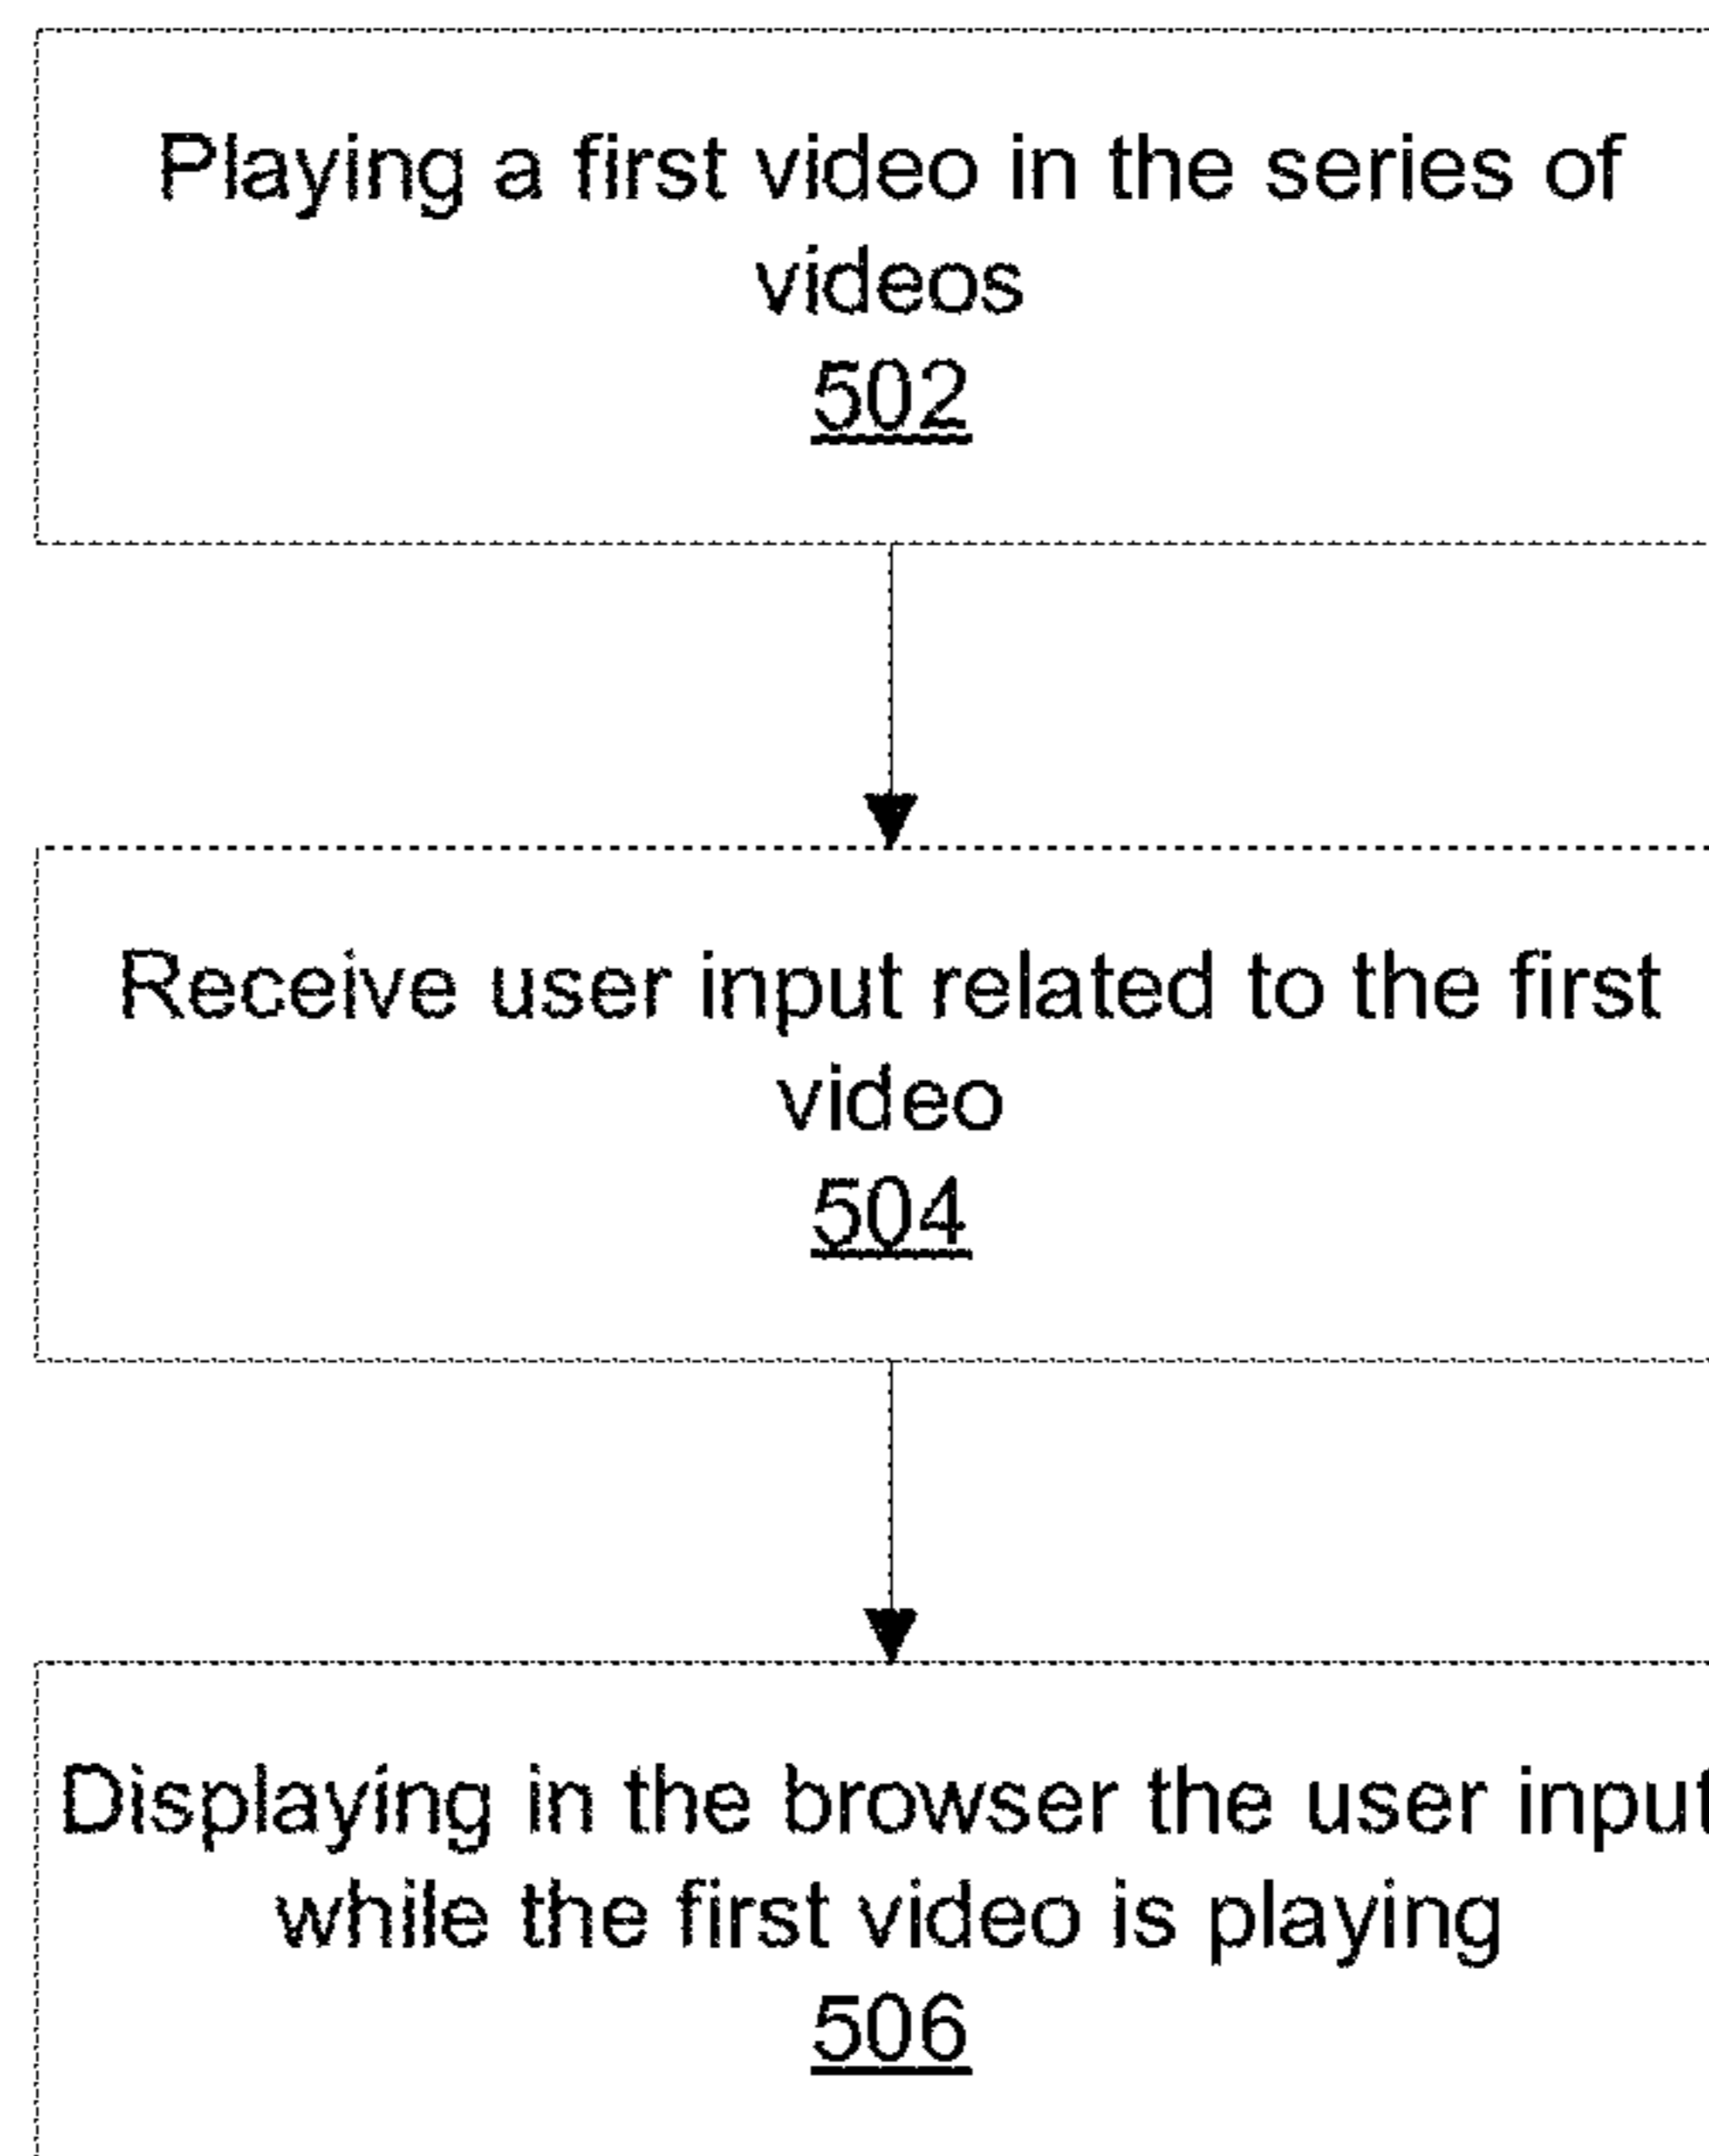 Playing a first video in the series of
videos
502
Receive user input related to the first
video
504
Displaying in the browser the user input
while the first video is playing
506